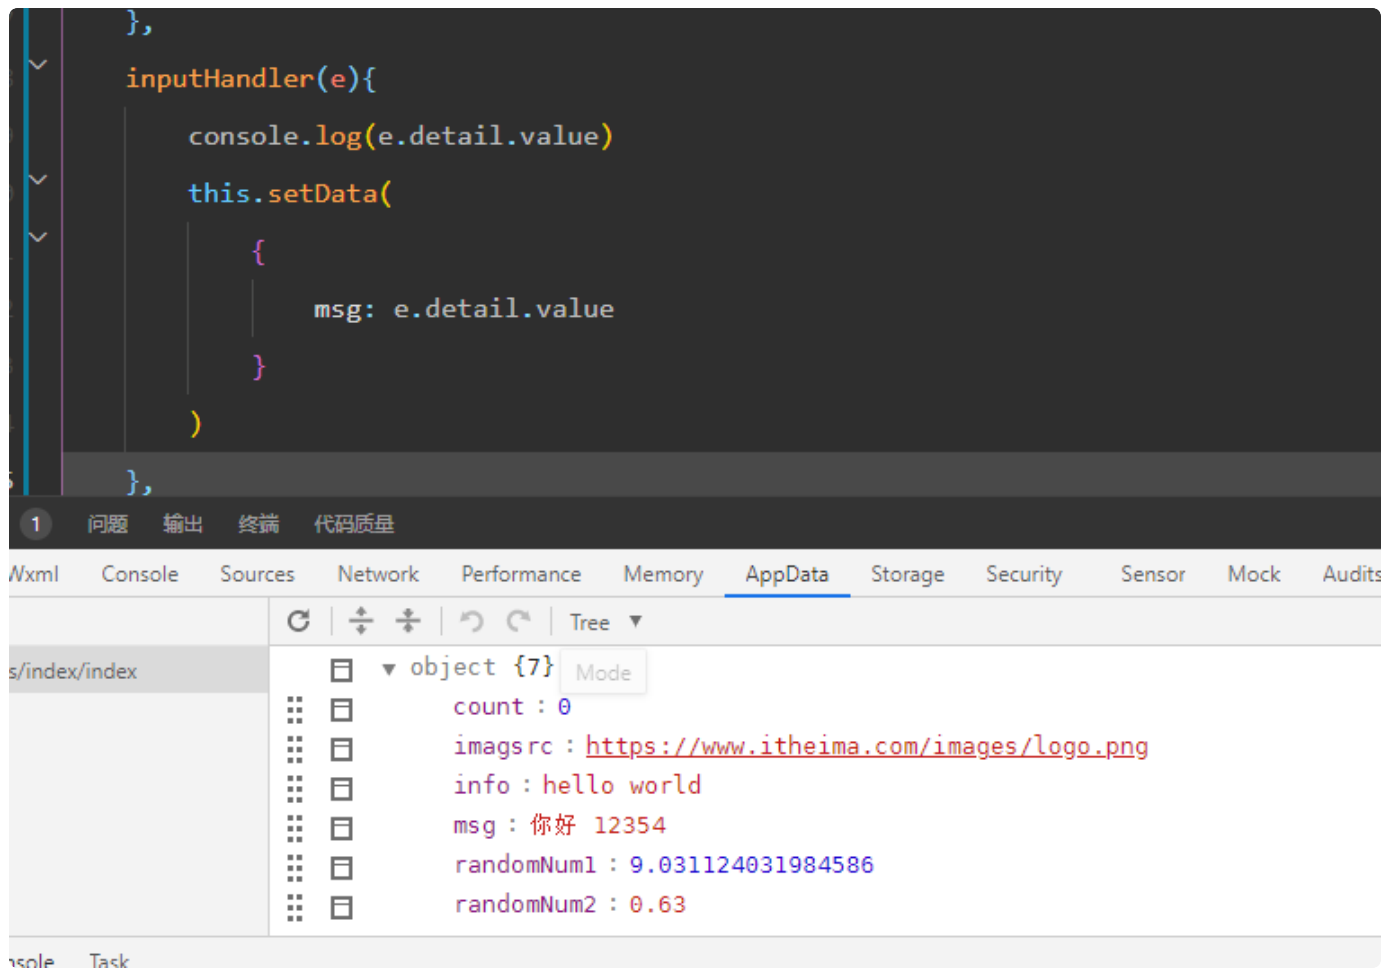 },
inputHandler(e){
console.log(e.detail.value)
this.setData(
{
msg: e.detail.value
}
)
},
1 问题 输出 终端 代码质量
Wxml Console Sources Network Performance Memory AppData Storage Security Sensor Mock Audits
Tree
s/index/index
object {7}
Mode
count : 0
imagsrc : https://www.itheima.com/images/logo.png
info : hello world
msg : 你好 12354
randomNum1 : 9.031124031984586
randomNum2 : 0.63
nsole Task